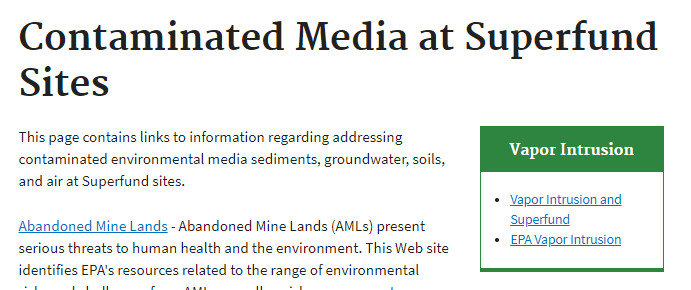 Contaminated Media at Superfund
Sites
This page contains links to information regarding addressing
contaminated environmental media sediments, groundwater, soils,
and air at Superfund sites.
Abandoned Mine Lands - Abandoned Mine Lands (AMLs) present
serious threats to human health and the environment. This Web site
identifies EPA's resources related to the range of environmental
Vapor Intrusion
Vapor Intrusion and
Superfund
EPA Vapor Intrusion